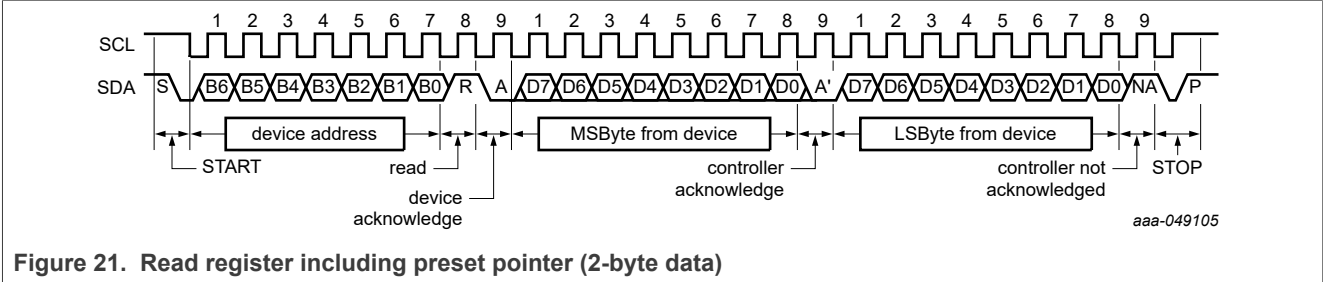 1 2 3 4 5 6 7 8 9 1 2 3 4 5 6 7 8 9 1 2 3 4 5 6 7 8 9
SCL
SDA S B6 B5 B4 B3 B2 B1 B0 R A D7 D6 D5 D4 D3 D2 D1 D0 A' D7 D6 D5 D4 D3 D2 D1 D0 NA P
device address MSByte from device LSByte from device
START read controller controller not STOP
acknowledge acknowledged
device
acknowledge
aaa-049105
Figure 21. Read register including preset pointer (2-byte data)